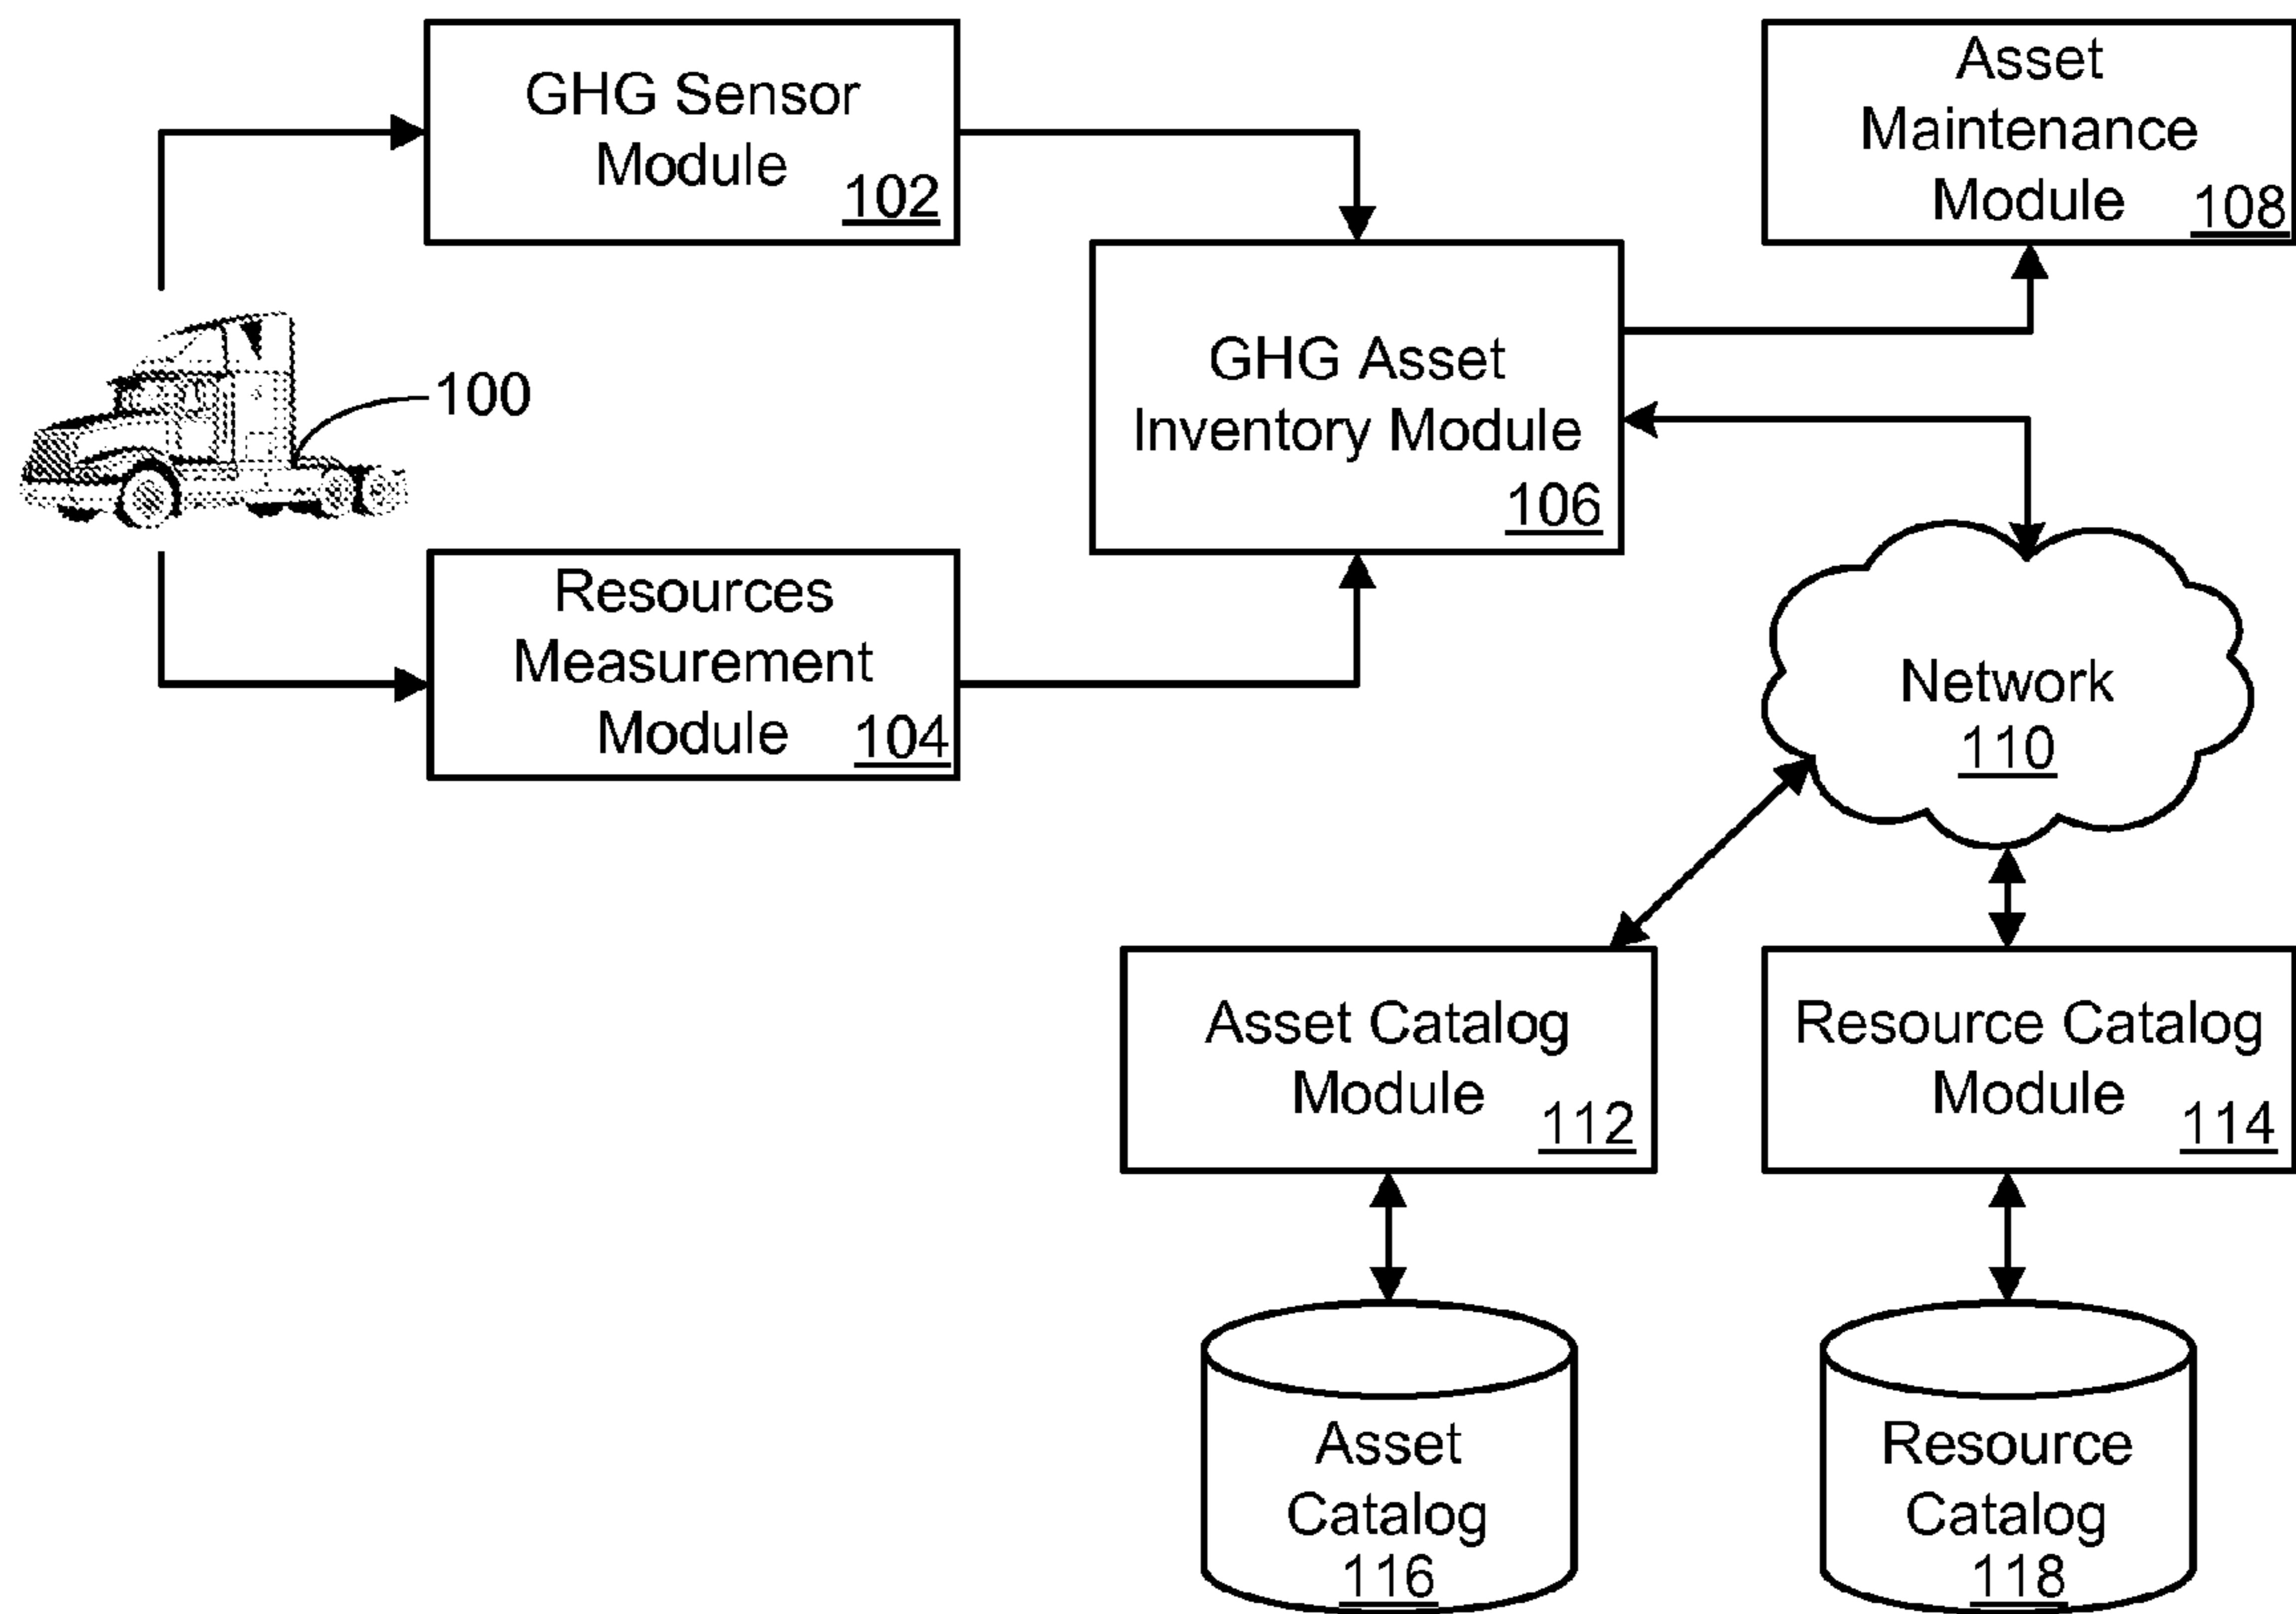 GHG Sensor
Module
102
Asset
Maintenance
Module
108
100
GHG Asset
Inventory Module
106
Resources
Measurement
Module
104
Network
110
Asset Catalog
Module
112
Resource Catalog
Module
114
Asset
Catalog
116
Resource
Catalog
118